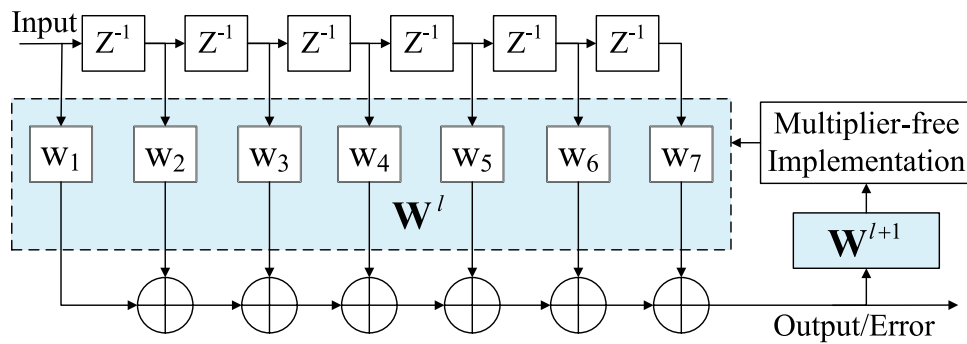 Input
Z⁻¹ Z⁻¹ Z⁻¹ Z⁻¹ Z⁻¹ Z⁻¹
w₁ w₂ w₃ w₄ w₅ w₆ w₇
Multiplier-free
Implementation
Wˡ
Wˡ⁺¹
Output/Error